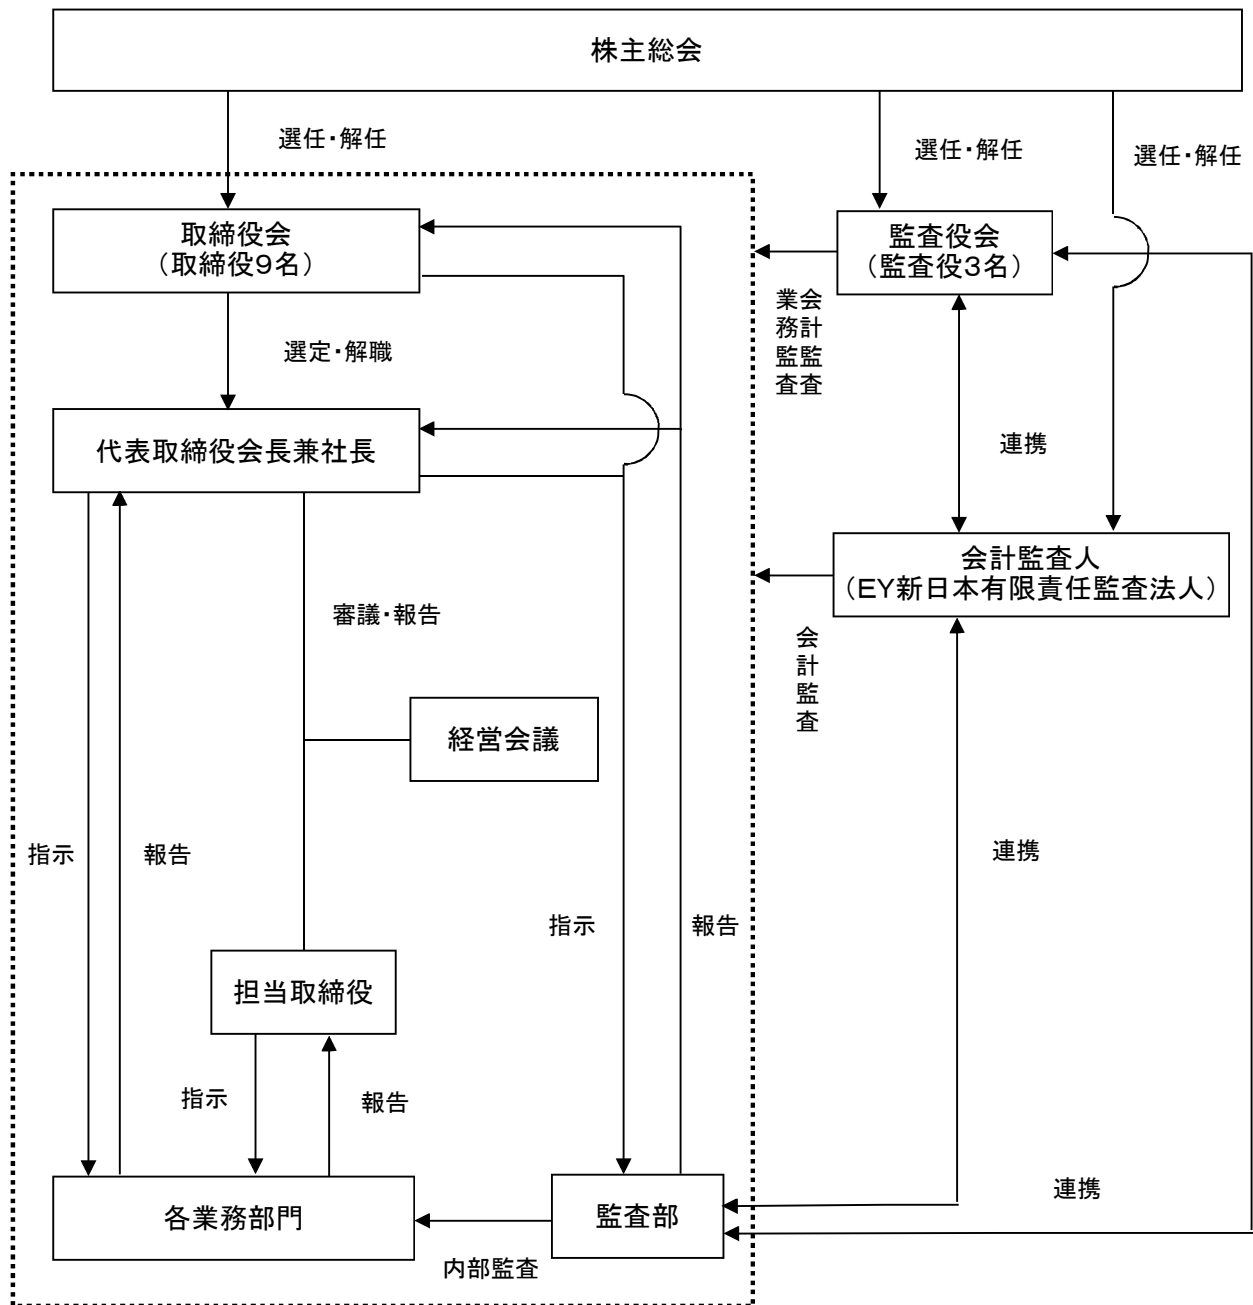 株主総会
選任・解任
選任・解任
選任・解任
取締役会
（取締役９名）
監査役会
（監査役３名）
業務監査
会計監査
選定・解職
代表取締役会長兼社長
連携
会計監査人
（ＥＹ新日本有限責任監査法人）
審議・報告
会計監査
経営会議
指示
報告
連携
指示
報告
担当取締役
指示
報告
各業務部門
監査部
連携
内部監査